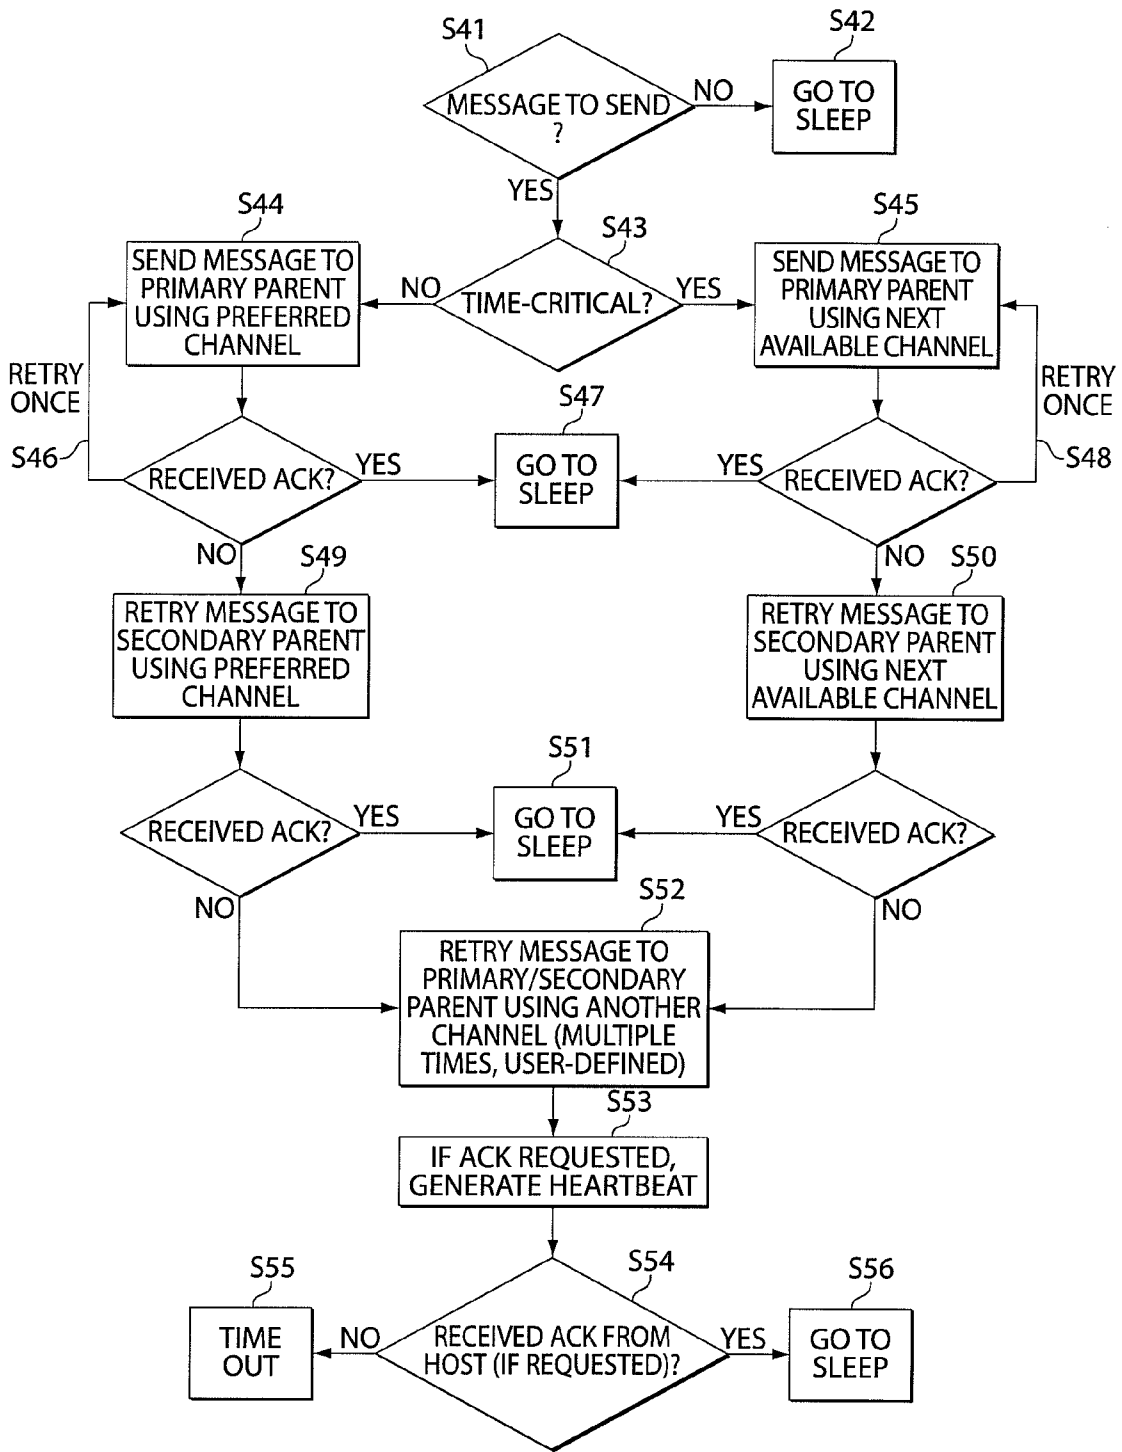 S41
MESSAGE TO SEND
?
NO
S42
GO TO
SLEEP
YES
S43
TIME-CRITICAL?
NO
YES
S44
SEND MESSAGE TO
PRIMARY PARENT
USING PREFERRED
CHANNEL
S45
SEND MESSAGE TO
PRIMARY PARENT
USING NEXT
AVAILABLE CHANNEL
RETRY
ONCE
S46
RECEIVED ACK?
YES
S47
GO TO
SLEEP
YES
RECEIVED ACK?
RETRY
ONCE
S48
NO
NO
S49
RETRY MESSAGE TO
SECONDARY PARENT
USING PREFERRED
CHANNEL
S50
RETRY MESSAGE TO
SECONDARY PARENT
USING NEXT
AVAILABLE CHANNEL
RECEIVED ACK?
YES
S51
GO TO
SLEEP
YES
RECEIVED ACK?
NO
NO
S52
RETRY MESSAGE TO
PRIMARY/SECONDARY
PARENT USING ANOTHER
CHANNEL (MULTIPLE
TIMES, USER-DEFINED)
S53
IF ACK REQUESTED,
GENERATE HEARTBEAT
S54
RECEIVED ACK FROM
HOST (IF REQUESTED)?
NO
S55
TIME
OUT
YES
S56
GO TO
SLEEP